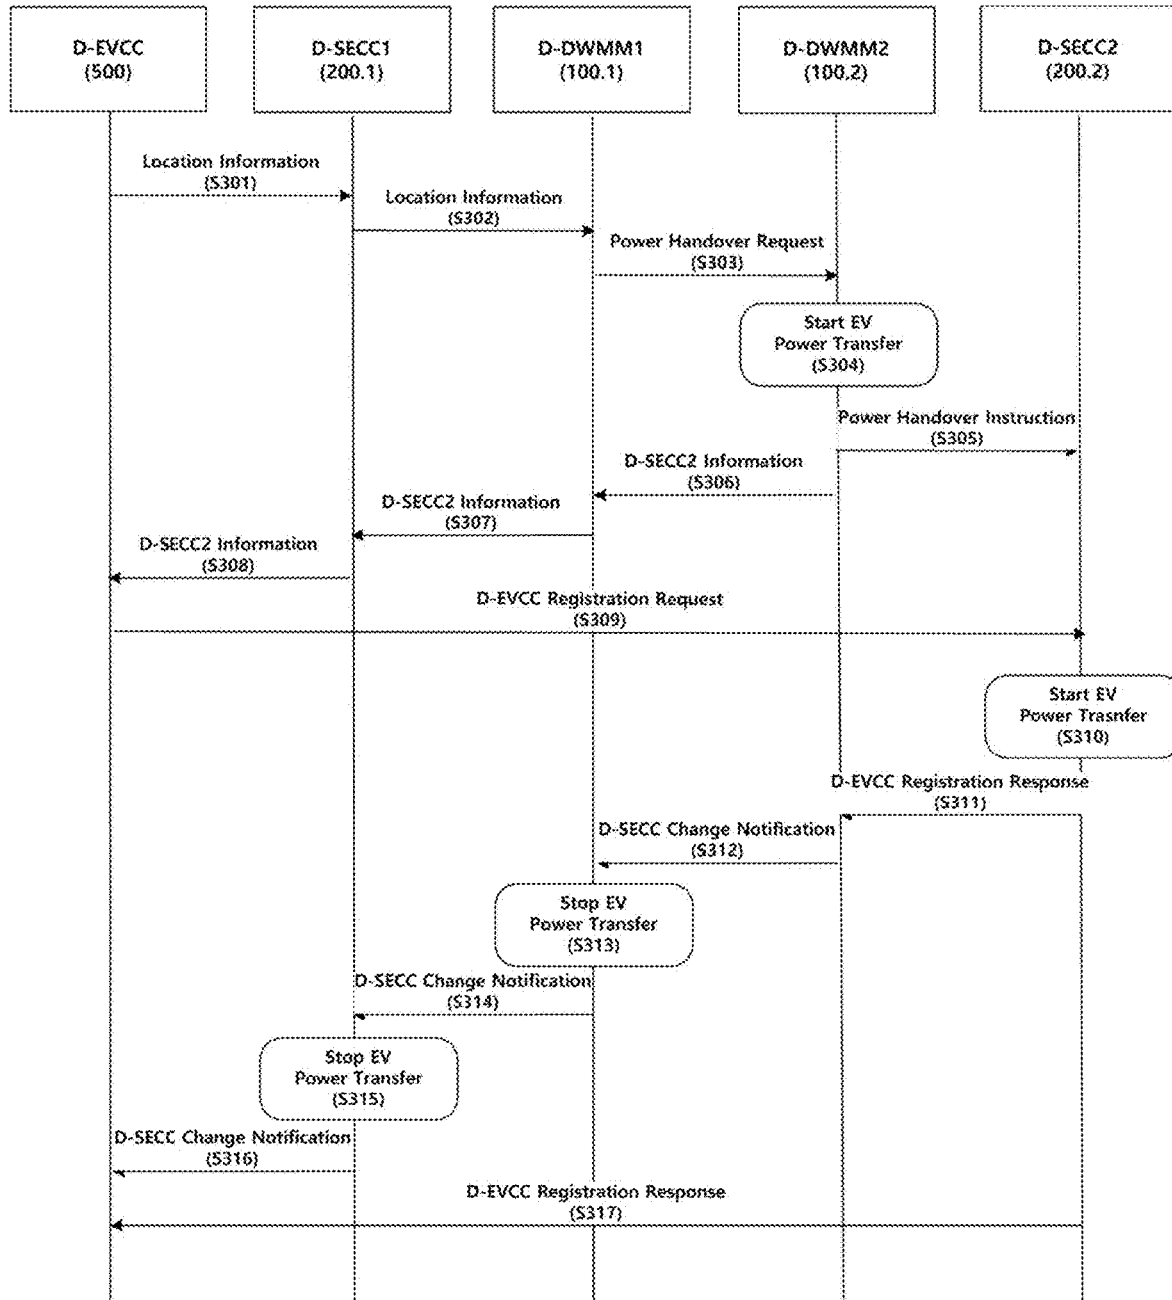 D-EVCC
(500)
D-SECC1
(200.1)
D-DWMM1
(100.1)
D-DWMM2
(100.2)
D-SECC2
(200.2)
Location Information
(S301)
Location Information
(S302)
Power Handover Request
(S303)
Start EV
Power Transfer
(S304)
Power Handover Instruction
(S305)
D-SECC2 Information
(S306)
D-SECC2 Information
(S307)
D-SECC2 Information
(S308)
D-EVCC Registration Request
(S309)
Start EV
Power Trasnfer
(S310)
D-EVCC Registration Response
(S311)
D-SECC Change Notification
(S312)
Stop EV
Power Transfer
(S313)
D-SECC Change Notification
(S314)
Stop EV
Power Transfer
(S315)
D-SECC Change Notification
(S316)
D-EVCC Registration Response
(S317)